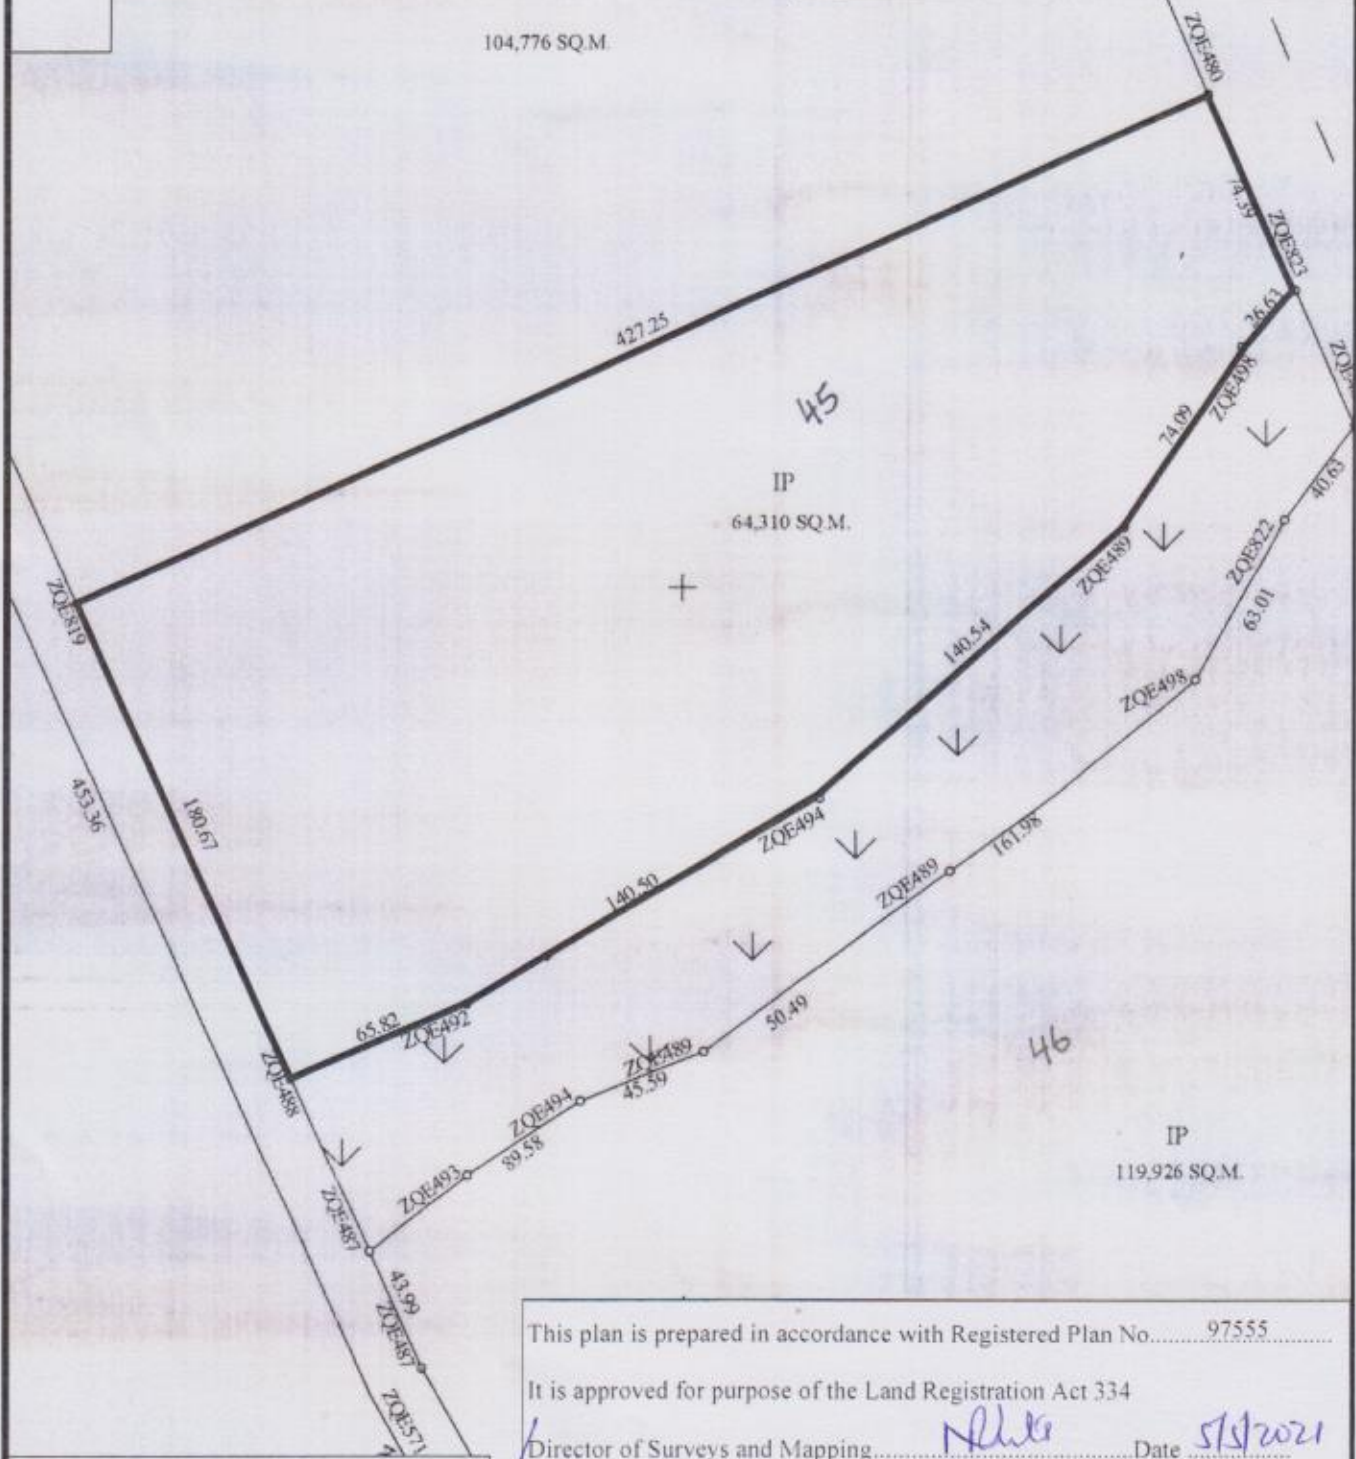 104,776 SQ.M.
ZQE480
74.39
ZQE823
26.63
427.25
ZQE498
45
74.09
IP
40.63
64,310 SQ.M.
ZQE822
ZQE489
63.01
ZQE819
140.54
ZQE498
453.36
180.67
ZQE494
161.98
ZQE489
140.50
50.49
65.82
ZQE492
46
ZQE489
45.59
ZQE488
ZQE494
89.58
IP
119,926 SQ.M.
ZQE493
ZQE487
43.99
ZQE487
This plan is prepared in accordance with Registered Plan No. 97555
It is approved for purpose of the Land Registration Act 334
ZQE571
Director of Surveys and Mapping Date 5/5/2021